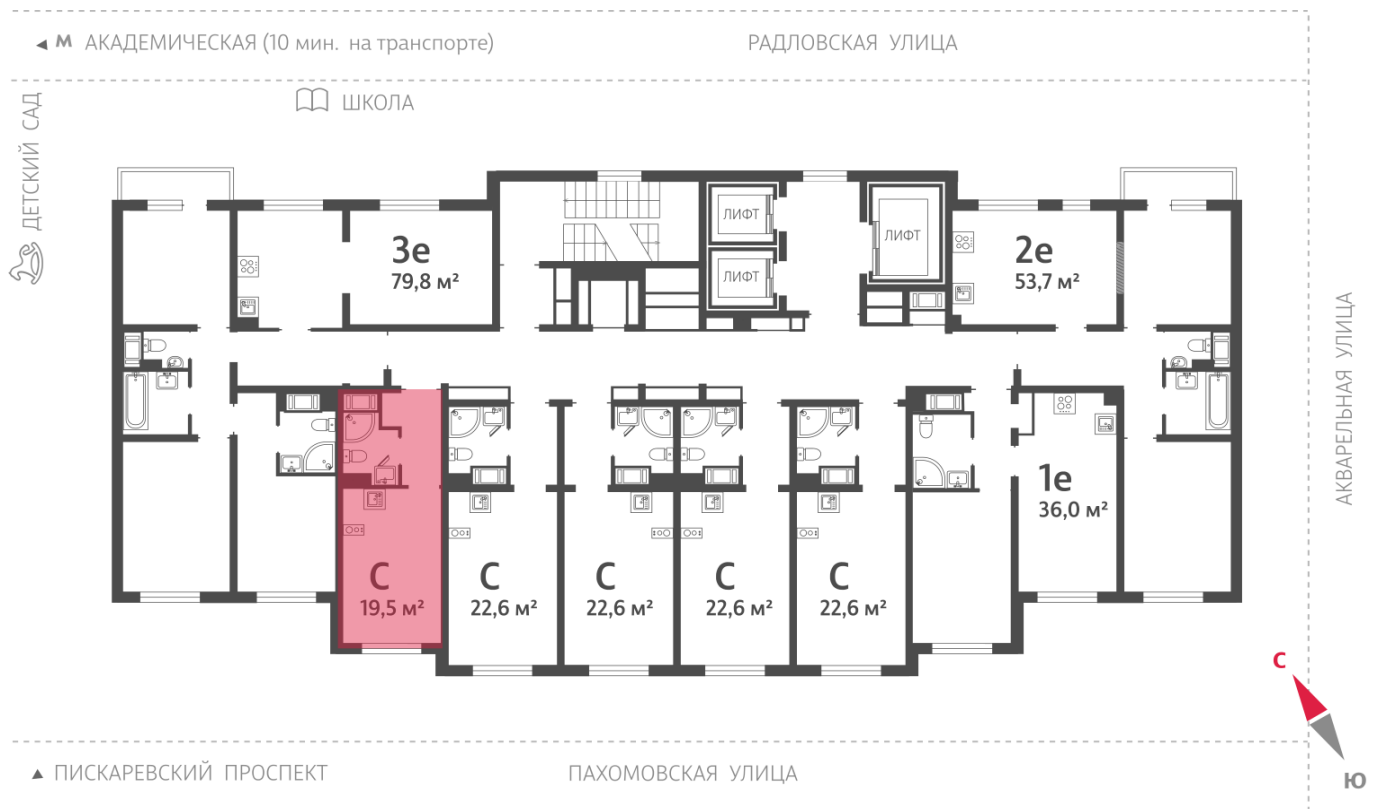 М АКАДЕМИЧЕСКАЯ (10 мин. на транспорте)
РАДЛОВСКАЯ УЛИЦА
ШКОЛА
ДЕТСКИЙ САД
ЛИФТ
ЛИФТ
ЛИФТ
3е
79,8 м²
2е
53,7 м²
АКВАРЕЛЬНАЯ УЛИЦА
1е
36,0 м²
С
19,5 м²
С
22,6 м²
С
22,6 м²
С
22,6 м²
С
22,6 м²
С
Ю
ПИСКАРЕВСКИЙ ПРОСПЕКТ
ПАХОМОВСКАЯ УЛИЦА